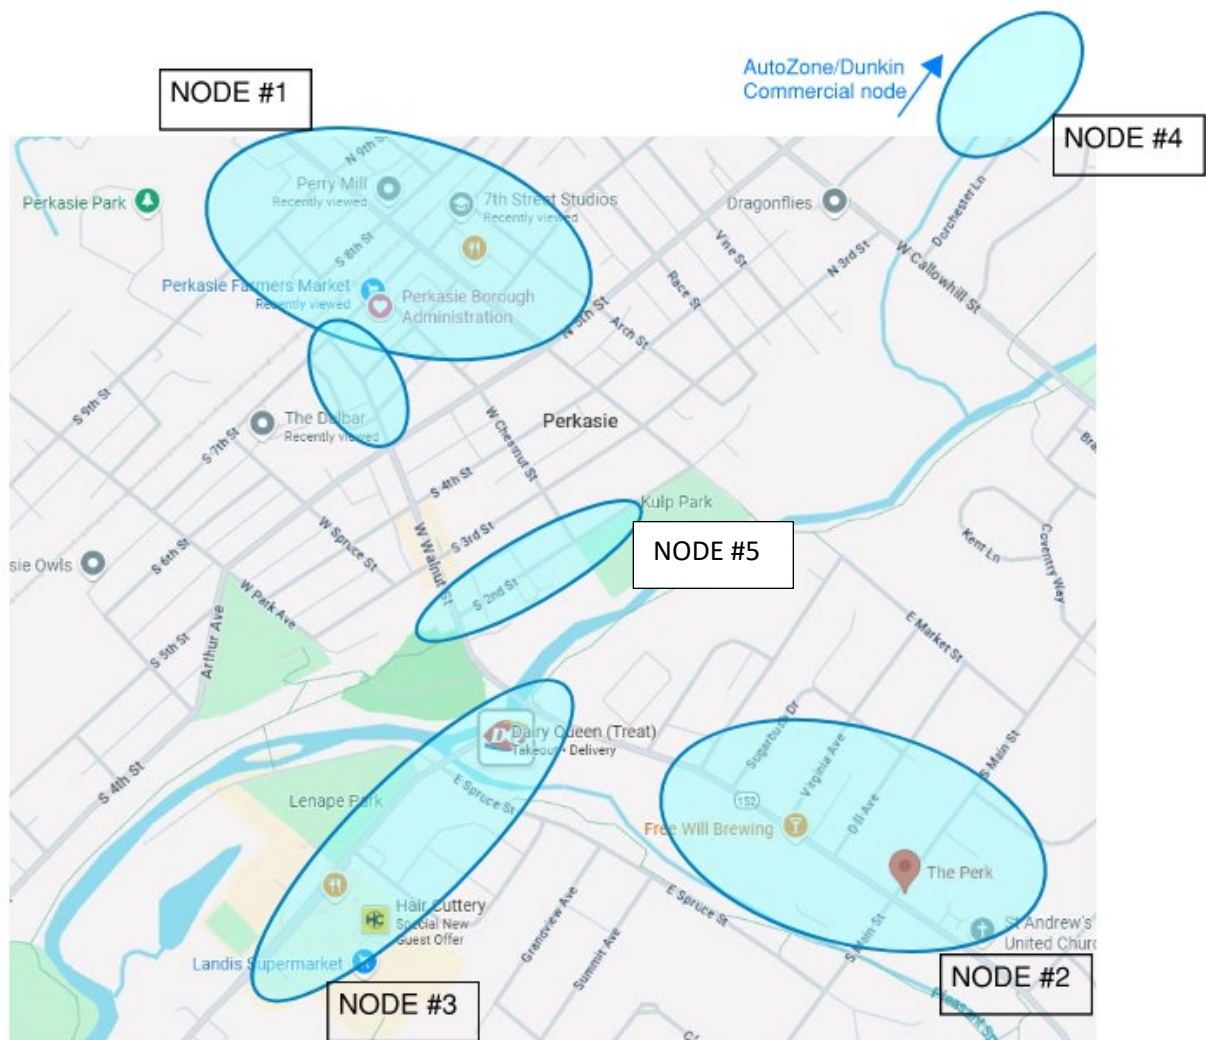 NODE #1
AutoZone/Dunkin
Commercial node
NODE #4
N 9th St
Perry Mill
Recently viewed
7th Street Studios
Recently viewed
Perkasie Park
Dragonflies
Dorchester Ln
Vine St
S 8th St
N 3rd St
W Callowhill St
Race St
Perkasie Farmers Market
Recently viewed
Perkasie Borough
Administration
N 5th St
Arch St
S 9th St
The Dalbar
Recently viewed
Perkasie
S 7th St
W Chestnut St
S 4th St
Kulp Park
W Spruce St
W Walnut St
S 3rd St
NODE #5
Kent Ln
Coventry Way
sie Owls
S 6th St
S 2nd St
W Park Ave
Arthur Ave
S 5th St
E Market St
Dairy Queen (Treat)
Takeout • Delivery
Sugarbush Dr
Virginia Ave
S Main St
S 4th St
E Spruce St
Lenape Park
152
Dill Ave
Free Will Brewing
The Perk
Hair Cuttery
Special New
Guest Offer
HC
Grandview Ave
E Spruce St
Summit Ave
S Main St
St Andrew's
United Churc
Landis Supermarket
NODE #3
NODE #2